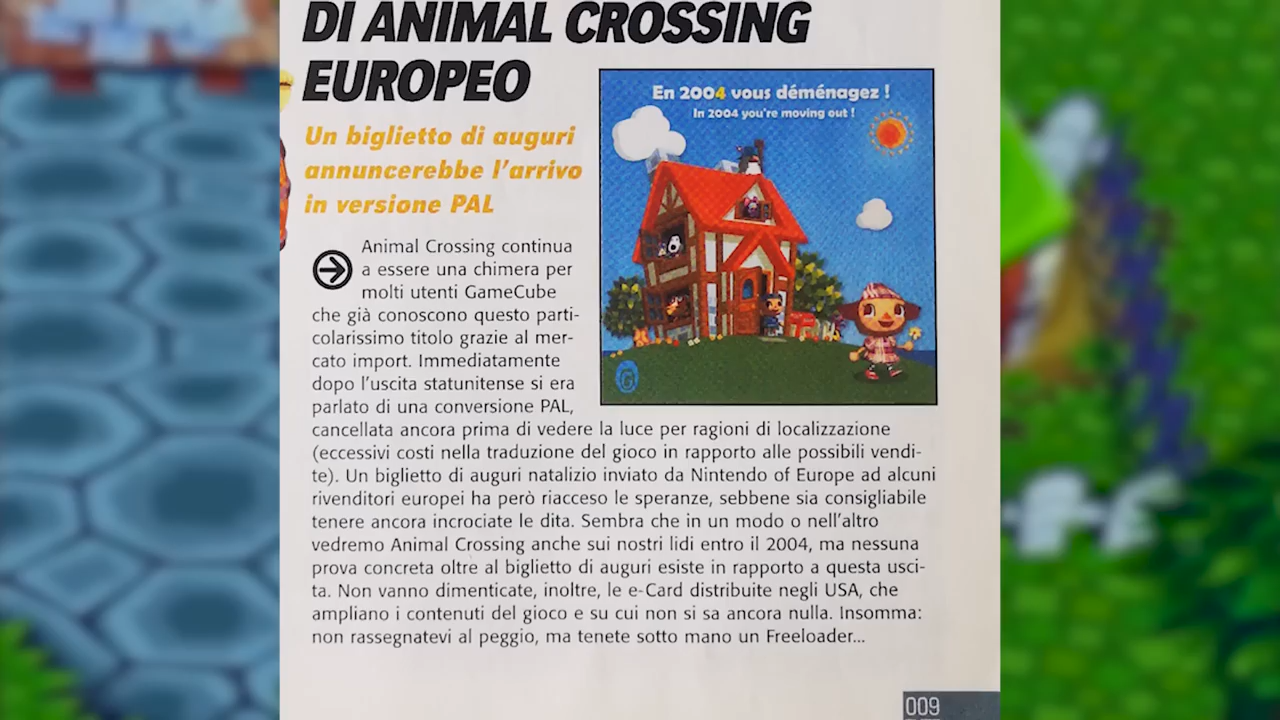 DI ANIMAL CROSSING
EUROPEO
Un biglietto di auguri
annuncerebbe l'arrivo
in versione PAL
En 2004 vous déménagez !
In 2004 you're moving out !
Animal Crossing continua
a essere una chimera per
molti utenti GameCube
che già conoscono questo parti-
colarissimo titolo grazie al mer-
cato import. Immediatamente
dopo l'uscita statunitense si era
parlato di una conversione PAL,
cancellata ancora prima di vedere la luce per ragioni di localizzazione
(eccessivi costi nella traduzione del gioco in rapporto alle possibili vendi-
te). Un biglietto di auguri natalizio inviato da Nintendo of Europe ad alcuni
rivenditori europei ha però riacceso le speranze, sebbene sia consigliabile
tenere ancora incrociate le dita. Sembra che in un modo o nell'altro
vedremo Animal Crossing anche sui nostri lidi entro il 2004, ma nessuna
prova concreta oltre al biglietto di auguri esiste in rapporto a questa usci-
ta. Non vanno dimenticate, inoltre, le e-Card distribuite negli USA, che
ampliano i contenuti del gioco e su cui non si sa ancora nulla. Insomma:
non rassegnatevi al peggio, ma tenete sotto mano un Freeloader...
009